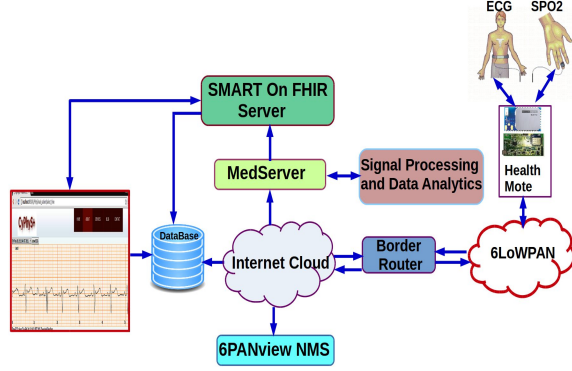 ECG SPO2
SMART On FHIR
Server
MedServer
Signal Processing
and Data Analytics
Health
Mote
CyPhyS+
DataBase
Internet Cloud
Border
Router
6LoWPAN
6PANview NMS